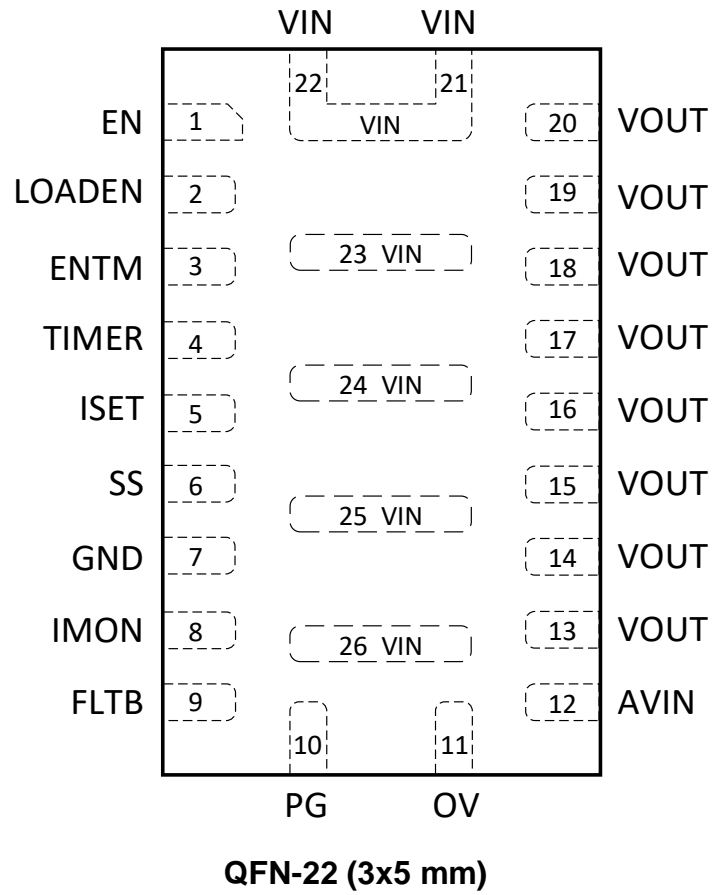 VIN VIN
22 21
EN 1 VIN 20 VOUT
LOADEN 2 19 VOUT
ENTM 3 23 VIN 18 VOUT
TIMER 4 17 VOUT
24 VIN
ISET 5 16 VOUT
SS 6 15 VOUT
25 VIN
GND 7 14 VOUT
IMON 8 26 VIN 13 VOUT
FLTB 9 12 AVIN
10 11
PG OV
QFN-22 (3x5 mm)